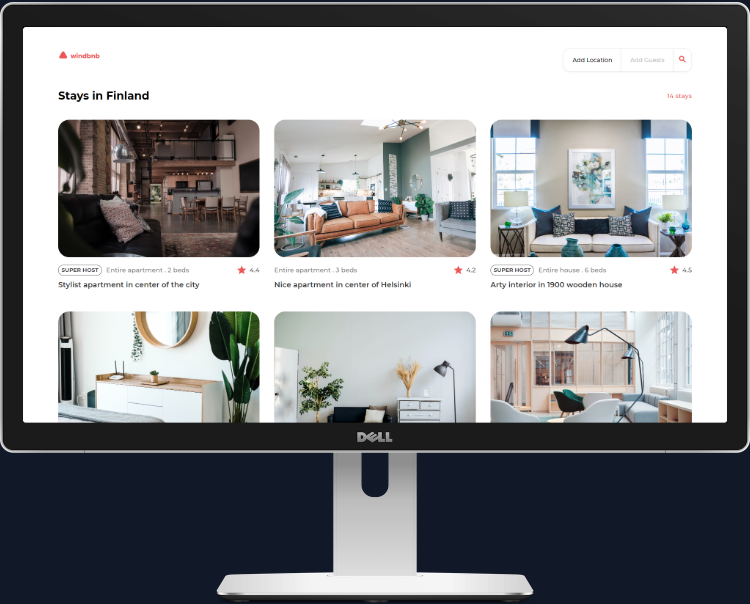 windbnb
Add Location
Add Guests
Stays in Finland
14 stays
SUPER HOST
Entire apartment . 2 beds
4.4
Stylist apartment in center of the city
Entire apartment . 3 beds
4.2
Nice apartment in center of Helsinki
SUPER HOST
Entire house . 6 beds
4.5
Arty interior in 1900 wooden house
DELL